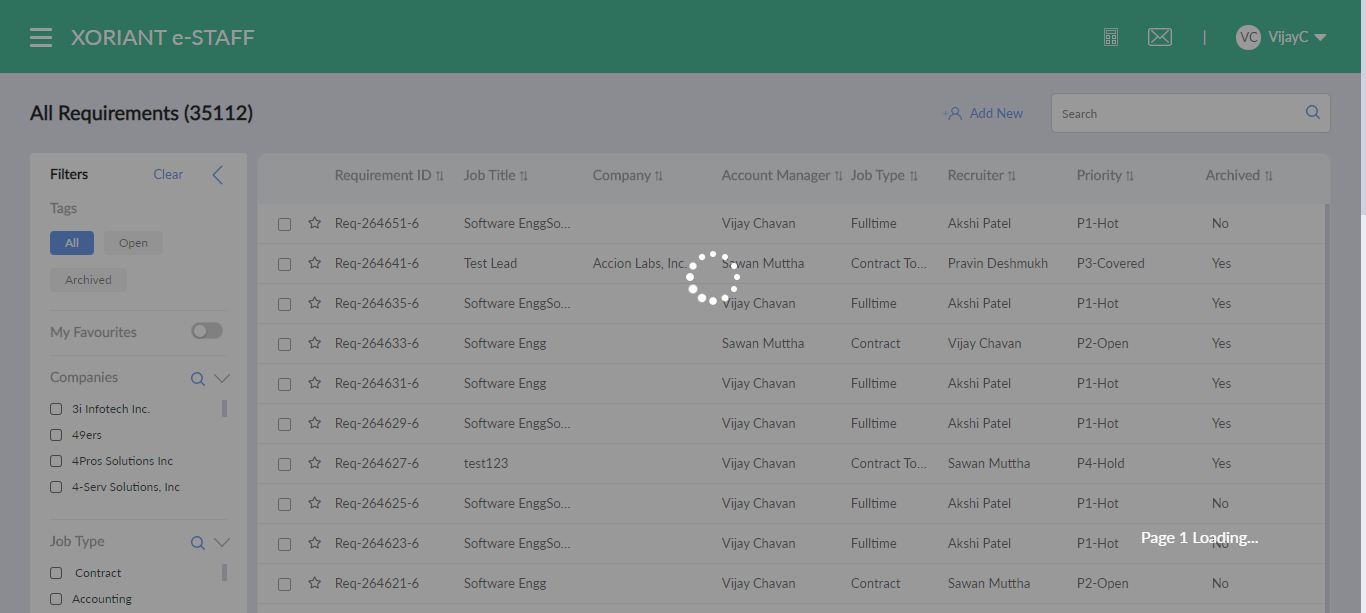 XORIANT e-STAFF
VC VijayC
All Requirements (35112)
Add New
Search
Filters Clear
Tags
All Open
Archived
My Favourites
Companies
3i Infotech Inc.
49ers
4Pros Solutions Inc
4-Serv Solutions, Inc
Job Type
Contract
Accounting
Requirement ID Job Title Company Account Manager Job Type Recruiter Priority Archived
Req-264651-6 Software EnggSo... Vijay Chavan Fulltime Akshi Patel P1-Hot No
Req-264641-6 Test Lead Accion Labs, Inc. Sawan Muttha Contract To... Pravin Deshmukh P3-Covered Yes
Req-264635-6 Software EnggSo... Vijay Chavan Fulltime Akshi Patel P1-Hot Yes
Req-264633-6 Software Engg Sawan Muttha Contract Vijay Chavan P2-Open Yes
Req-264631-6 Software Engg Vijay Chavan Fulltime Akshi Patel P1-Hot Yes
Req-264629-6 Software EnggSo... Vijay Chavan Fulltime Akshi Patel P1-Hot Yes
Req-264627-6 test123 Vijay Chavan Contract To... Sawan Muttha P4-Hold Yes
Req-264625-6 Software EnggSo... Vijay Chavan Fulltime Akshi Patel P1-Hot No
Req-264623-6 Software EnggSo... Vijay Chavan Fulltime Akshi Patel P1-Hot No
Page 1 Loading...
Req-264621-6 Software Engg Vijay Chavan Contract Sawan Muttha P2-Open No